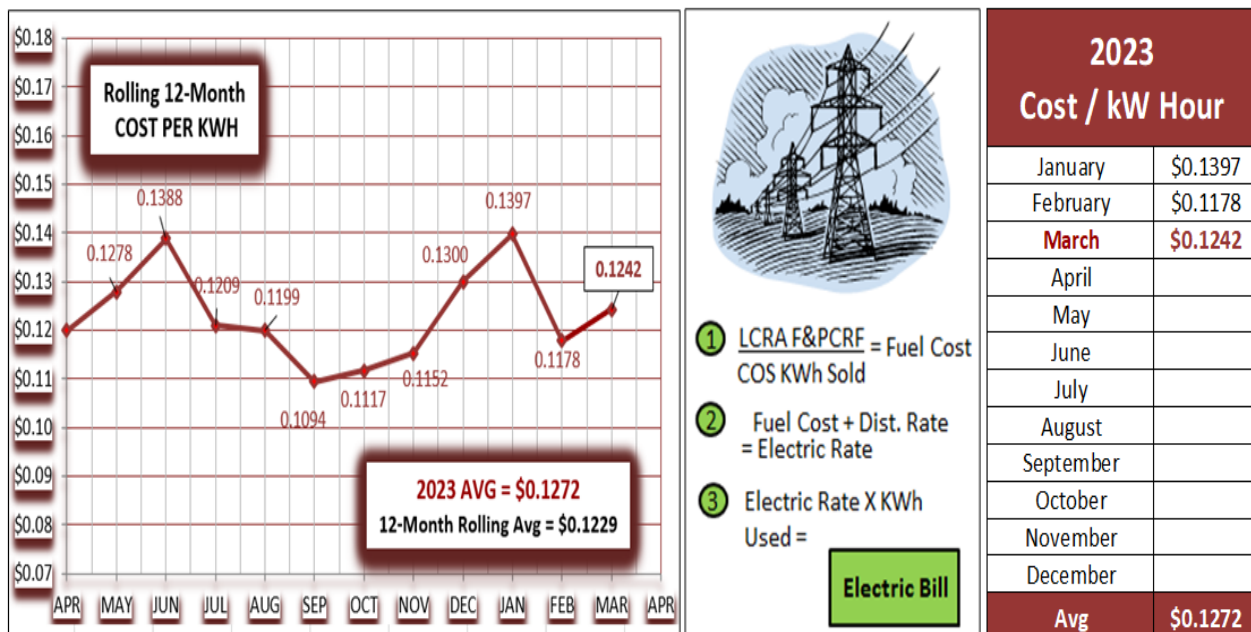 $0.18
$0.17
$0.16
$0.15
$0.14
$0.13
$0.12
$0.11
$0.10
$0.09
$0.08
$0.07
Rolling 12-Month
COST PER KWH
0.1278
0.1388
0.1209
0.1199
0.1094
0.1117
0.1152
0.1300
0.1397
0.1178
0.1242
2023 AVG = $0.1272
12-Month Rolling Avg = $0.1229
APR MAY JUN JUL AUG SEP OCT NOV DEC JAN FEB MAR APR
1 LCRA F&PCRF = Fuel Cost
COS KWh Sold
2 Fuel Cost + Dist. Rate
= Electric Rate
3 Electric Rate X KWh
Used =
Electric Bill
2023
Cost / kW Hour
January $0.1397
February $0.1178
March $0.1242
April
May
June
July
August
September
October
November
December
Avg $0.1272